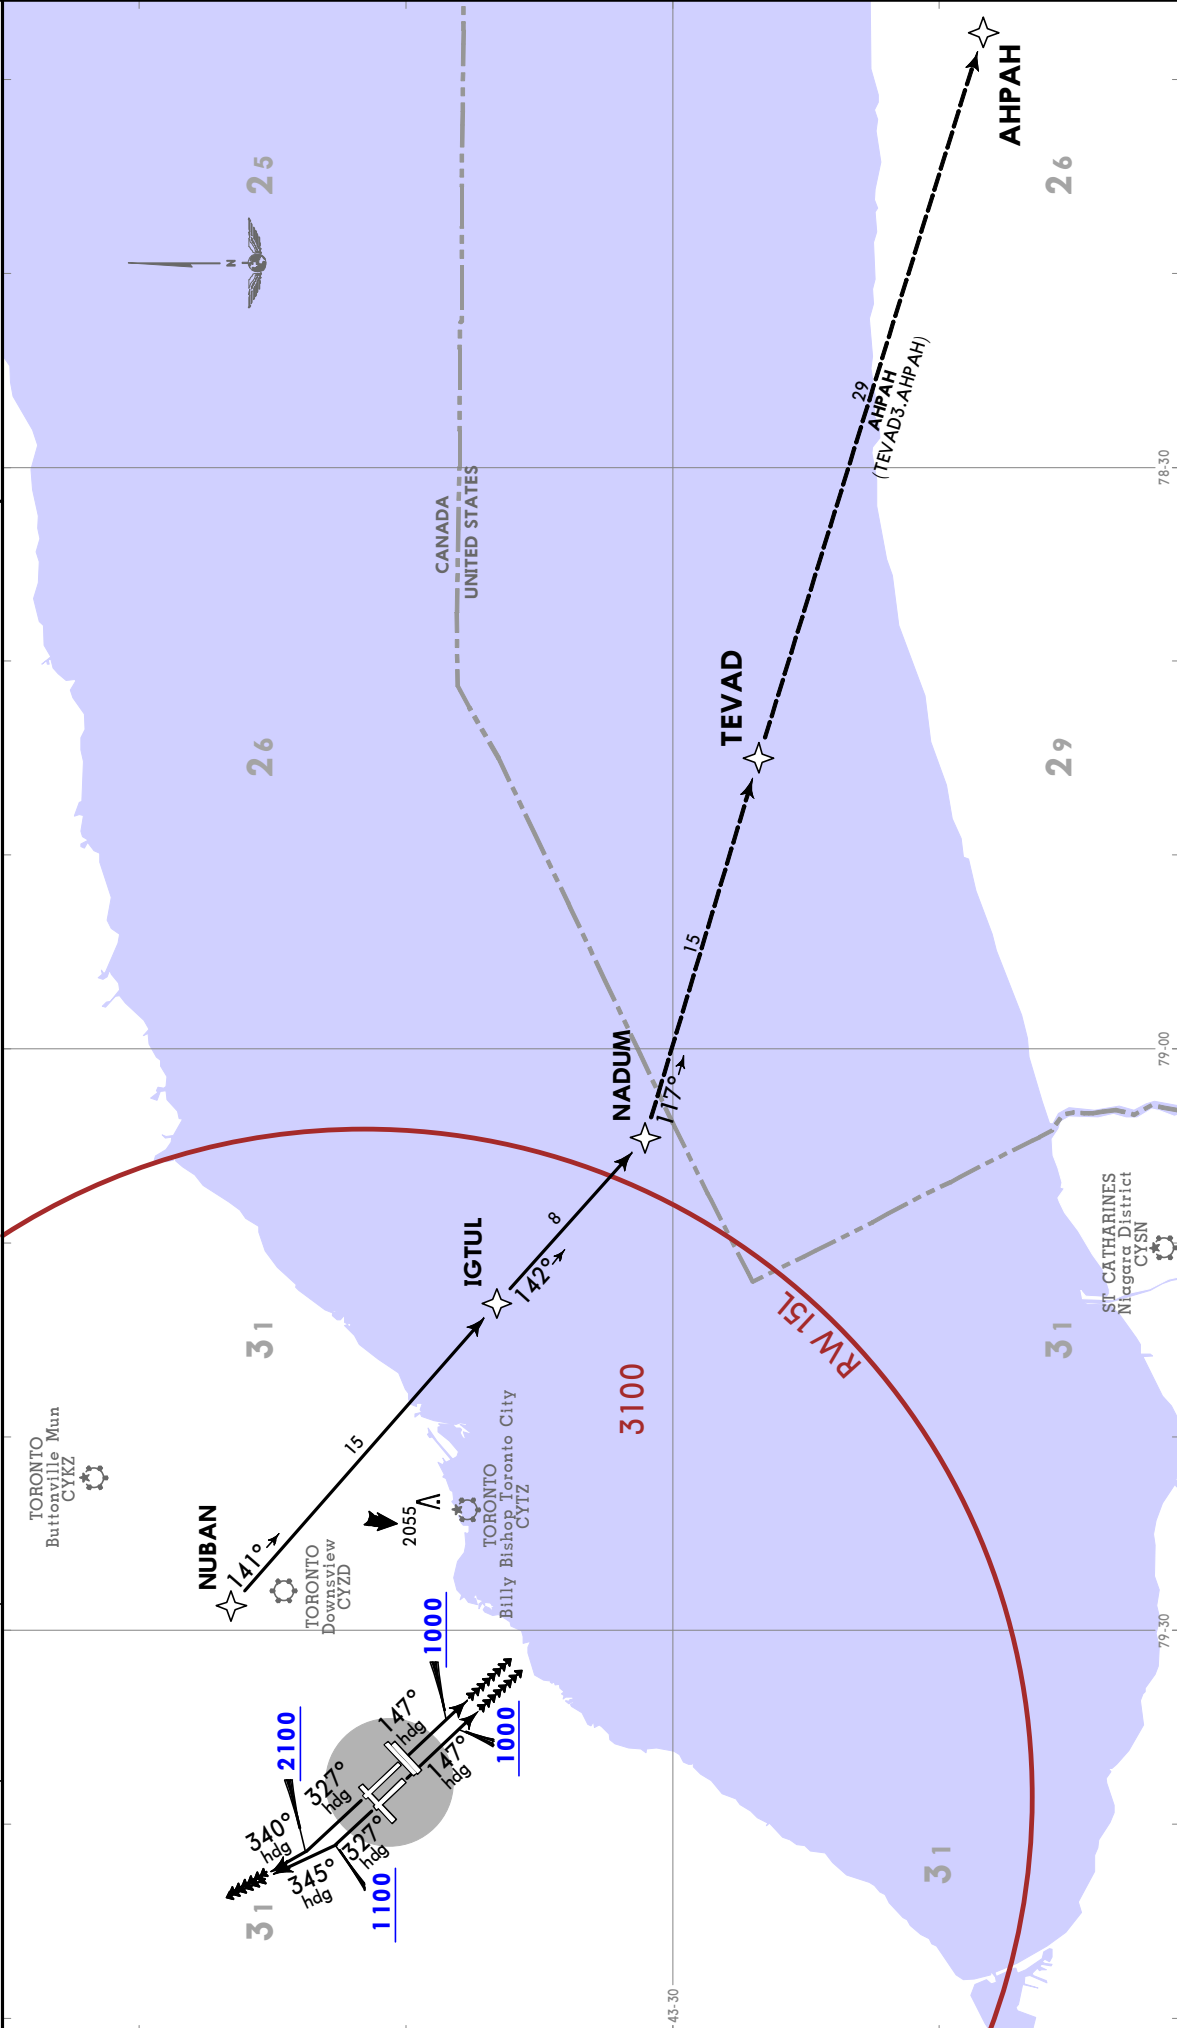 25
N
CANADA
UNITED STATES
AHPAH
26
29
AHPAH
(TEVAD3.AHPAH)
78-30
26
TEVAD
29
15
79-00
NADUM
117°
8
IGTUL
142°
31
3100
RW 15L
31
ST CATHARINES
Niagara District
CYSN
TORONTO
Buttonville Mun
CYKZ
15
NUBAN
141°
TORONTO
Downsview
CYZD
2055
TORONTO
Billy Bishop Toronto City
CYTZ
79-30
1000
147°
hdg
1000
147°
hdg
2100
327°
hdg
340°
hdg
327°
hdg
345°
hdg
1100
31
31
43-30